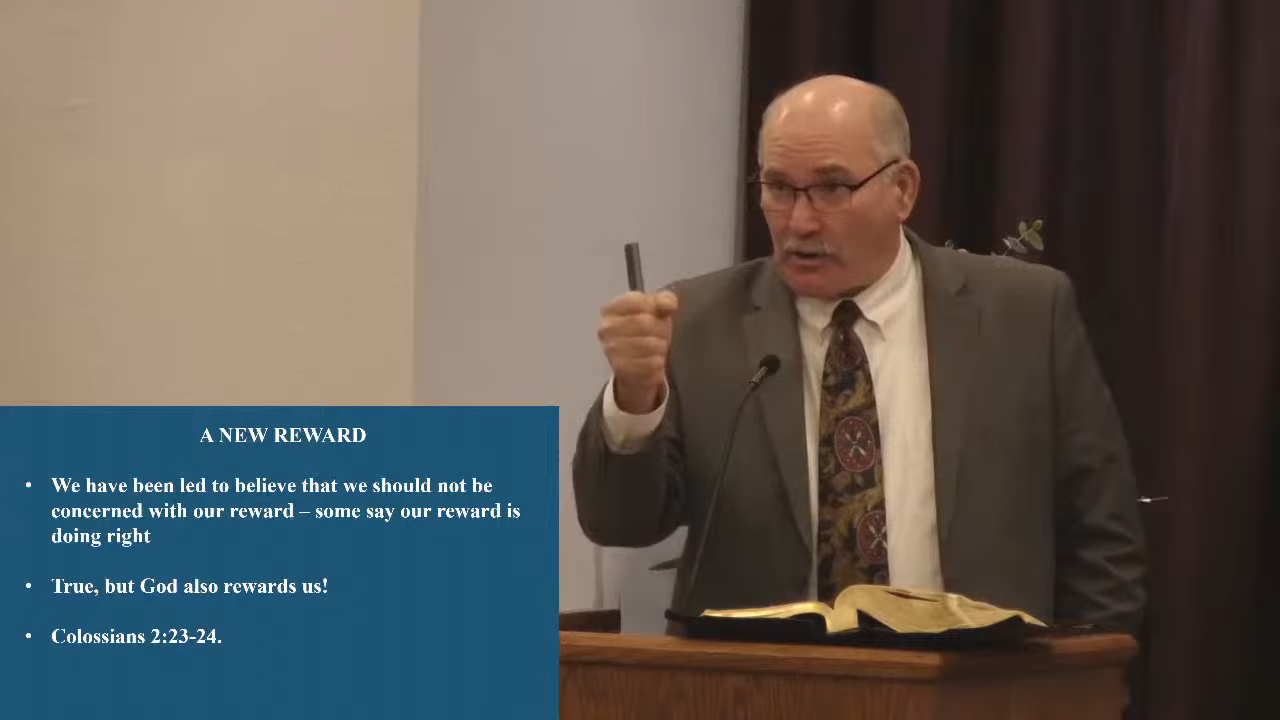 A NEW REWARD
• We have been led to believe that we should not be
concerned with our reward – some say our reward is
doing right
• True, but God also rewards us!
• Colossians 2:23-24.